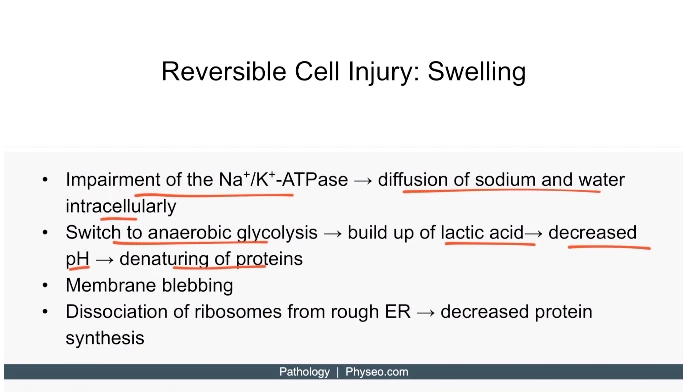 Reversible Cell Injury: Swelling
• Impairment of the Na⁺/K⁺-ATPase → diffusion of sodium and water
intracellularly
• Switch to anaerobic glycolysis → build up of lactic acid→ decreased
pH → denaturing of proteins
• Membrane blebbing
• Dissociation of ribosomes from rough ER → decreased protein
synthesis
Pathology | Physeo.com